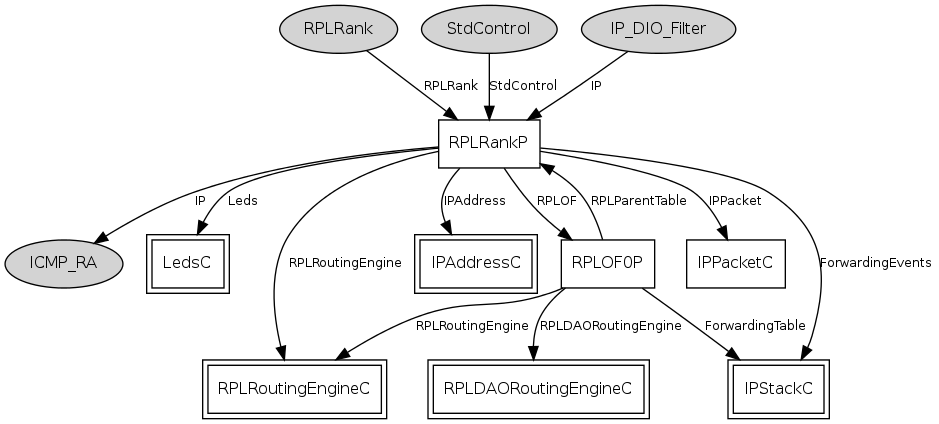 RPLRank
StdControl
IP_DIO_Filter
RPLRank
StdControl
IP
RPLRankP
IP
Leds
IPAddress
RPLOF
RPLParentTable
IPPacket
ICMP_RA
LedsC
RPLRoutingEngine
IPAddressC
RPLOF0P
IPPacketC
ForwardingEvents
RPLRoutingEngine
RPLDAORoutingEngine
ForwardingTable
RPLRoutingEngineC
RPLDAORoutingEngineC
IPStackC